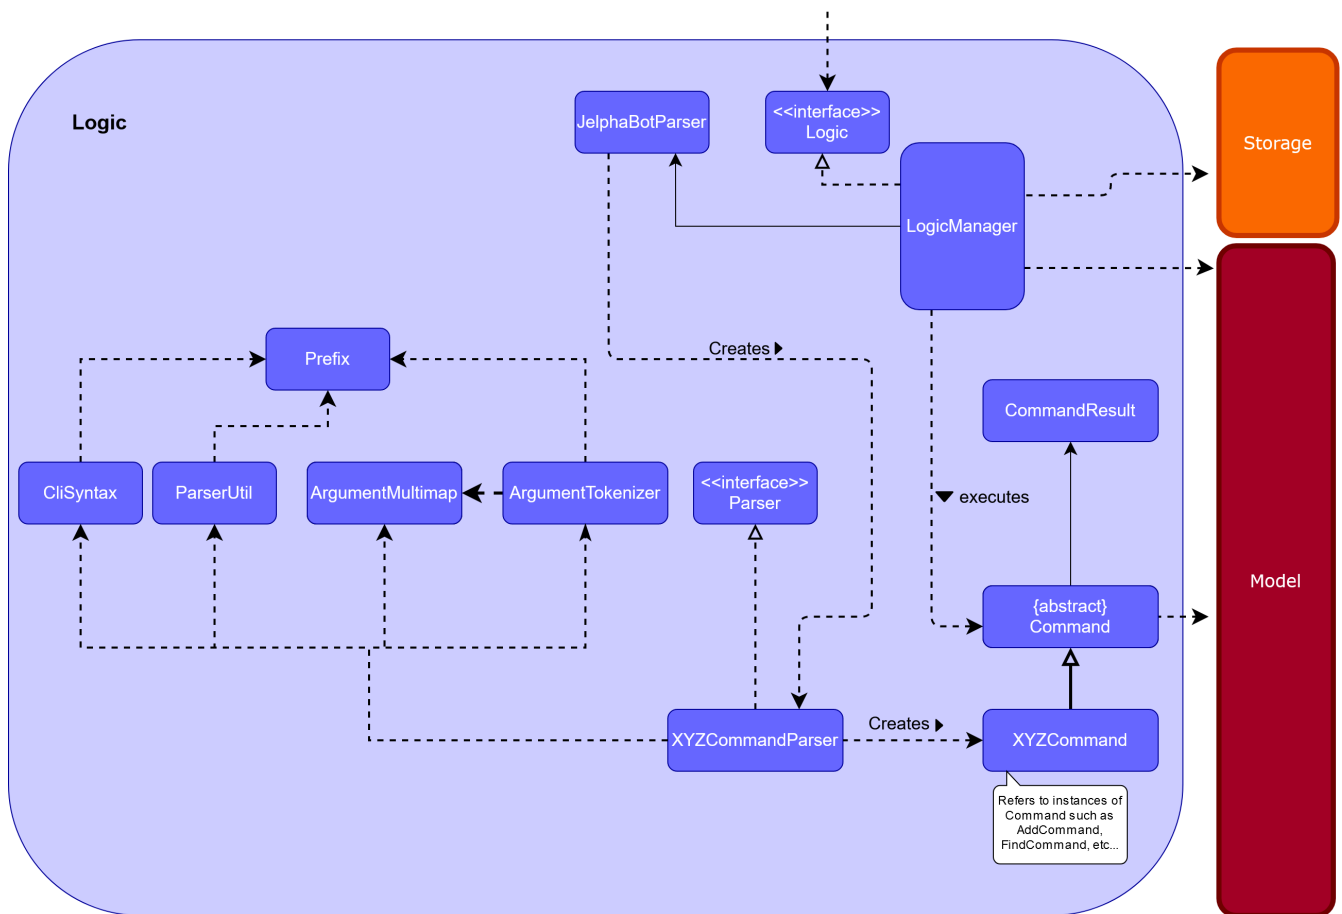 Logic
JelphaBotParser
<<interface>>
Logic
Storage
LogicManager
Creates
Prefix
CommandResult
CliSyntax
ParserUtil
ArgumentMultimap
ArgumentTokenizer
<<interface>>
Parser
executes
Model
{abstract}
Command
XYZCommandParser
Creates
XYZCommand
Refers to instances of
Command such as
AddCommand,
FindCommand, etc...